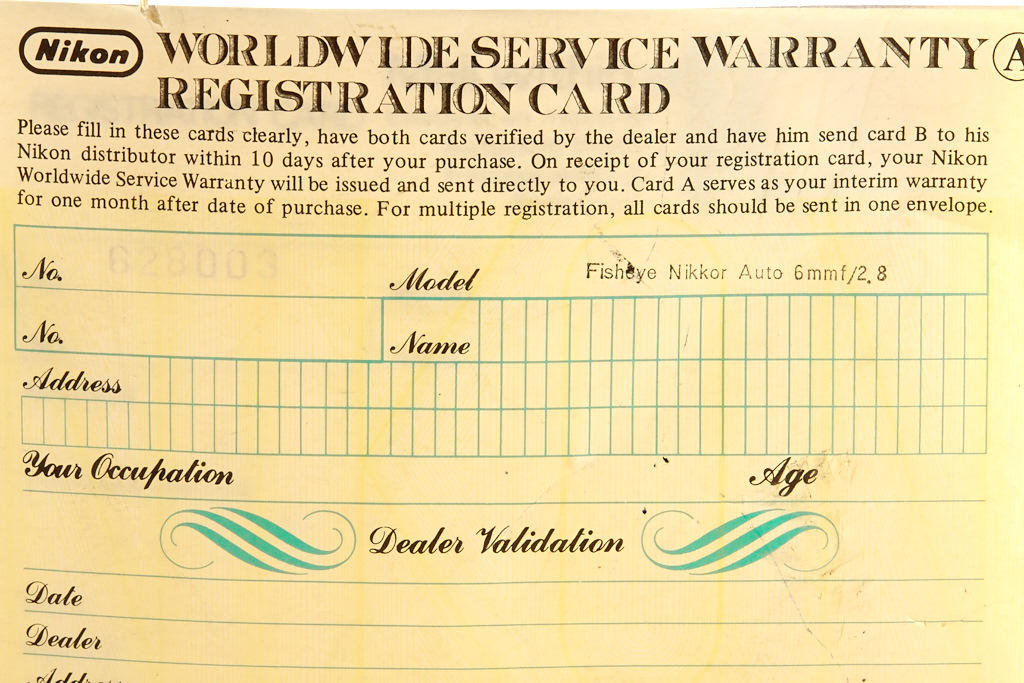 Nikon WORLDWIDE SERVICE WARRANTY A
REGISTRATION CARD
Please fill in these cards clearly, have both cards verified by the dealer and have him send card B to his
Nikon distributor within 10 days after your purchase. On receipt of your registration card, your Nikon
Worldwide Service Warranty will be issued and sent directly to you. Card A serves as your interim warranty
for one month after date of purchase. For multiple registration, all cards should be sent in one envelope.
No. 628003 Model Fisheye Nikkor Auto 6mmf/2.8
No. Name
Address
Your Occupation Age
Dealer Validation
Date
Dealer
Address